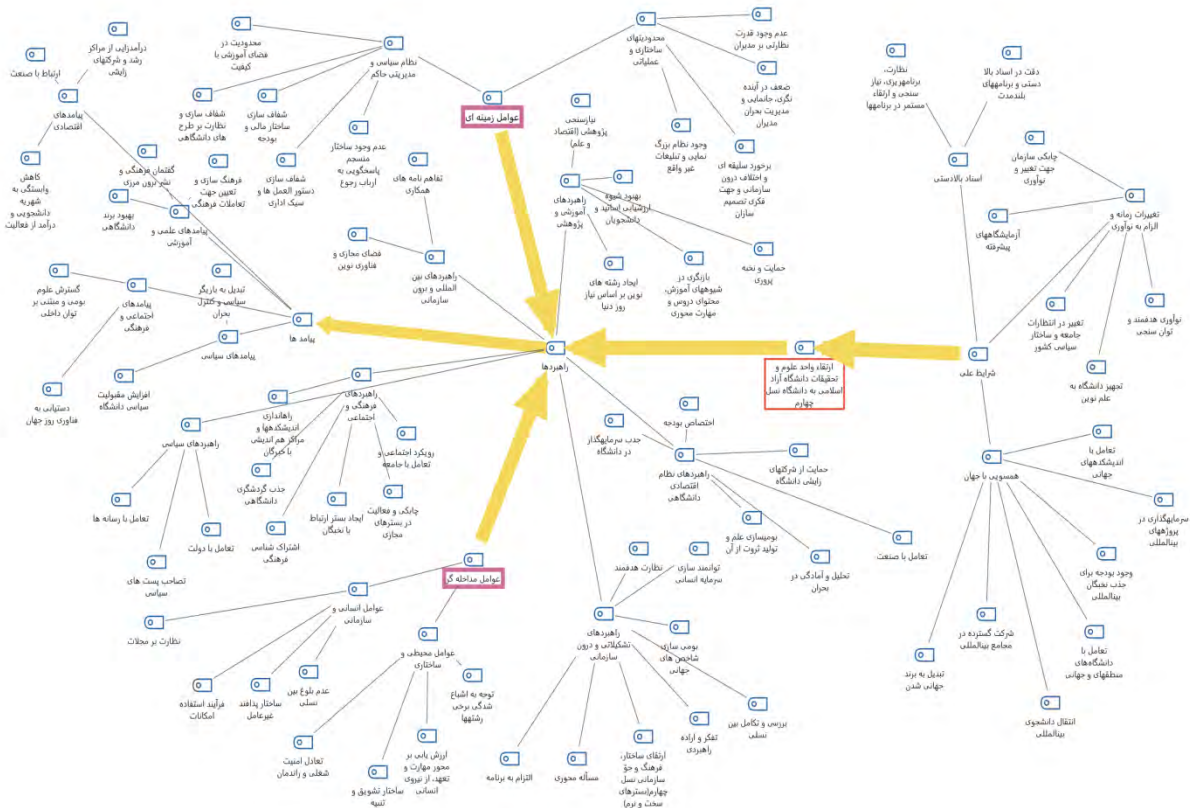 درآمدزایی از مراکز
رشد و شرکتهای
زایشی
ارتباط با صنعت
پیامدهای
اقتصادی
کاهش
وابستگی به
شهریه
دانشجویی و
درآمد از فعالیت
محدودیت در
فضای آموزشی با
کیفیت
نظام سیاسی و
مدیریتی حاکم
شفاف سازی و
نظارت بر طرح
های دانشگاهی
شفاف سازی
ساختار مالی و
بودجه
عدم وجود ساختار
منسجم
پاسخگویی به
ارباب رجوع
شفاف سازی
دستور العمل ها و
سبک اداری
عوامل زمینه ای
محدودیتهای
ساختاری و
عملیاتی
عدم وجود قدرت
نظارتی بر مدیران
ضعف در آینده
نگری، جانمایی و
مدیریت بحران
مدیران
وجود نظام بزرگ
نمایی و تبلیغات
غیر واقع
برخورد سلیقه ای
و اختلاف درون
سازمانی و جهت
فکری تصمیم
سازان
نظارت،
برنامهریزی، نیاز
سنجی و ارتقاء
مستمر در برنامهها
دقت در اسناد بالا
دستی و برنامههای
بلندمدت
اسناد بالادستی
چابکی سازمان
جهت تغییر و
نوآوری
تغییرات زمانه و
الزام به نوآوری
آزمایشگاههای
پیشرفته
تغییر در انتظارات
جامعه و ساختار
سیاسی کشور
نوآوری هدفمند و
توان سنجی
تجهیز دانشگاه به
علم نوین
شرایط علی
گفتمان فرهنگی و
نشر برون مرزی
فرهنگ سازی و
تعیین جهت
تعاملات فرهنگی
بهبود برند
دانشگاهی
پیامدهای علمی و
آموزشی
تفاهم نامه های
همکاری
فضای مجازی و
فناوری نوین
راهبردهای بین
المللی و برون
سازمانی
نیازسنجی
پژوهشی (اقتصاد
و علم)
راهبردهای
آموزشی و
پژوهشی
بهبود شیوه
ارزشیابی اساتید و
دانشجویان
ایجاد رشته های
نوین بر اساس نیاز
روز دنیا
بازنگری در
شیوههای آموزش،
محتوای دروس و
مهارت محوری
حمایت و نخبه
پروری
گسترش علوم
بومی و مبتنی بر
توان داخلی
پیامدهای
اجتماعی و
فرهنگی
تبدیل به بازیگر
سیاسی و کنترل
بحران
پیامد ها
پیامدهای سیاسی
افزایش مقبولیت
سیاسی دانشگاه
دستیابی به
فناوری روز جهان
راهبردها
ارتقاء واحد علوم و
تحقیقات دانشگاه آزاد
اسلامی به دانشگاه نسل
چهارم
راهبردهای
فرهنگی و
اجتماعی
راهاندازی
اندیشکدهها و
مراکز هم اندیشی
با خبرگان
رویکرد اجتماعی و
تعامل با جامعه
جذب گردشگری
دانشگاهی
اشتراک شناسی
فرهنگی
ایجاد بستر ارتباط
با نخبگان
چابکی و فعالیت
در بسترهای
مجازی
راهبردهای سیاسی
تعامل با رسانه ها
تعامل با دولت
تصاحب پست های
سیاسی
اختصاص بودجه
جذب سرمایهگذار
در دانشگاه
راهبردهای نظام
اقتصادی
دانشگاهی
حمایت از شرکتهای
زایشی دانشگاه
بومیسازی علم و
تولید ثروت از آن
تحلیل و آمادگی در
بحران
تعامل با صنعت
همسویی با جهان
تعامل با
اندیشکدههای
جهانی
سرمایهگذاری در
پروژههای
بینالمللی
وجود بودجه برای
جذب نخبگان
بینالمللی
تعامل با
دانشگاههای
منطقهای و جهانی
شرکت گسترده در
مجامع بینالمللی
تبدیل به برند
جهانی شدن
انتقال دانشجوی
بینالمللی
عوامل مداخله گر
عوامل انسانی و
سازمانی
نظارت بر مجلات
فرآیند استفاده
امکانات
ساختار پدافند
غیرعامل
عدم بلوغ بین
نسلی
عوامل محیطی و
ساختاری
توجه به اشباع
شدگی برخی
رشتهها
تعادل امنیت
شغلی و راندمان
ساختار تشویق و
تنبیه
ارزش یابی بر
محور مهارت و
تعهد، از نیروی
انسانی
نظارت هدفمند
توانمند سازی
سرمایه انسانی
راهبردهای
تشکیلاتی و درون
سازمانی
بومی سازی
شاخص های
جهانی
بررسی و تکامل بین
نسلی
تفکر و اراده
راهبردی
ارتقای ساختار،
فرهنگ و جوّ
سازمانی نسل
چهارم(بسترهای
سخت و نرم)
مسأله محوری
التزام به برنامه